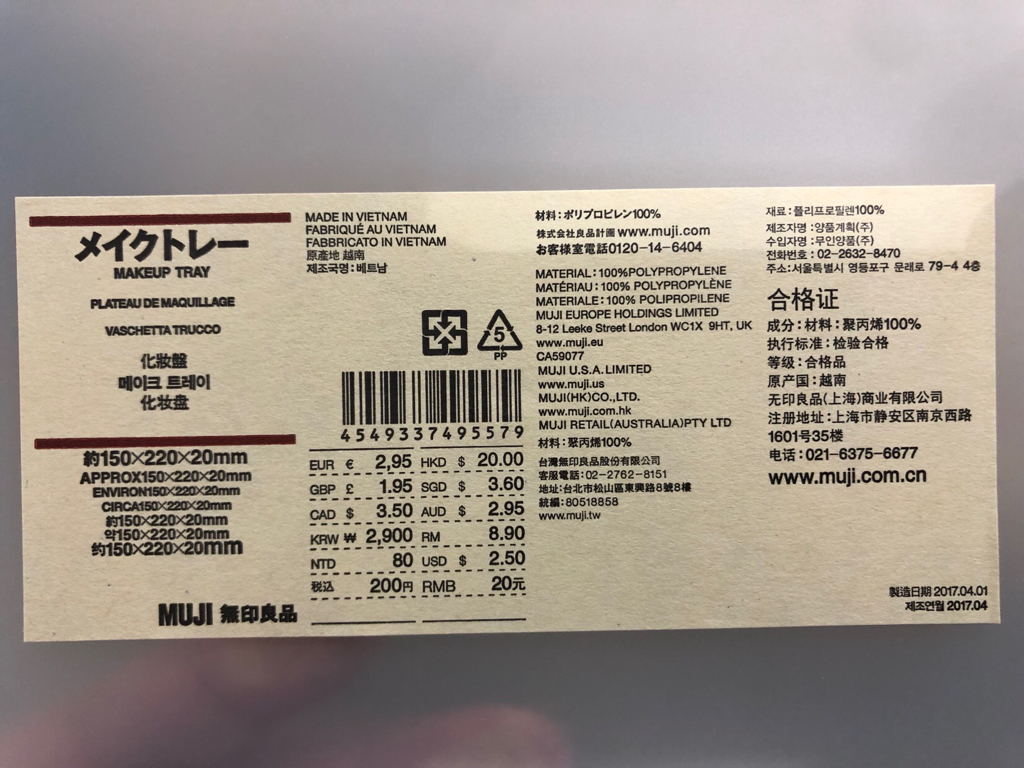 メイクトレー
MAKEUP TRAY
PLATEAU DE MAQUILLAGE
VASCHETTA TRUCCO
化妝盤
메이크 트레이
化妆盘
約150×220×20mm
APPROX150×220×20mm
ENVIRON150×220×20mm
CIRCA150×220×20mm
約150×220×20mm
약150×220×20mm
约150×220×20mm
MUJI 無印良品
MADE IN VIETNAM
FABRIQUÉ AU VIETNAM
FABBRICATO IN VIETNAM
原產地 越南
제조국명:베트남
5
PP
4549337495579
EUR € 2,95 HKD $ 20.00
GBP £ 1.95 SGD $ 3.60
CAD $ 3.50 AUD $ 2.95
KRW ₩ 2,900 RM 8.90
NTD 80 USD $ 2.50
税込 200円 RMB 20元
材料:ポリプロピレン100%
株式会社良品計画 www.muji.com
お客様室電話0120-14-6404
MATERIAL:100%POLYPROPYLENE
MATÉRIAU:100% POLYPROPYLÈNE
MATERIALE:100% POLIPROPILENE
MUJI EUROPE HOLDINGS LIMITED
8-12 Leeke Street London WC1X 9HT, UK
www.muji.eu
CA59077
MUJI U.S.A. LIMITED
www.muji.us
MUJI(HK)CO.,LTD.
www.muji.com.hk
MUJI RETAIL(AUSTRALIA)PTY LTD
材料:聚丙烯100%
台灣無印良品股份有限公司
客服電話:02-2762-8151
地址:台北市松山區東興路8號8樓
統編:80518858
www.muji.tw
재료:폴리프로필렌100%
제조자명:양품계획(주)
수입자명:무인양품(주)
전화번호:02-2632-8470
주소:서울특별시 영등포구 문래로 79-4 4층
合格证
成分:材料:聚丙烯100%
执行标准:检验合格
等级:合格品
原产国:越南
无印良品(上海)商业有限公司
注册地址:上海市静安区南京西路
1601号35楼
电话:021-6375-6677
www.muji.com.cn
製造日期 2017.04.01
제조연월 2017.04